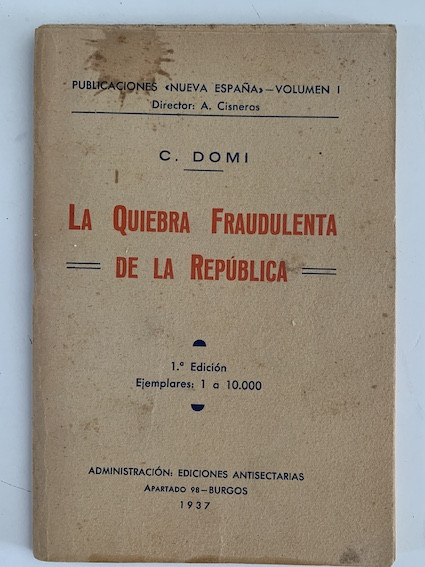 PUBLICACIONES «NUEVA ESPAÑA»—VOLUMEN I
Director: A. Cisneros
C. DOMI
LA QUIEBRA FRAUDULENTA
DE LA REPÚBLICA
1.ª Edición
Ejemplares: 1 a 10.000
ADMINISTRACIÓN: EDICIONES ANTISECTARIAS
APARTADO 98—BURGOS
1937